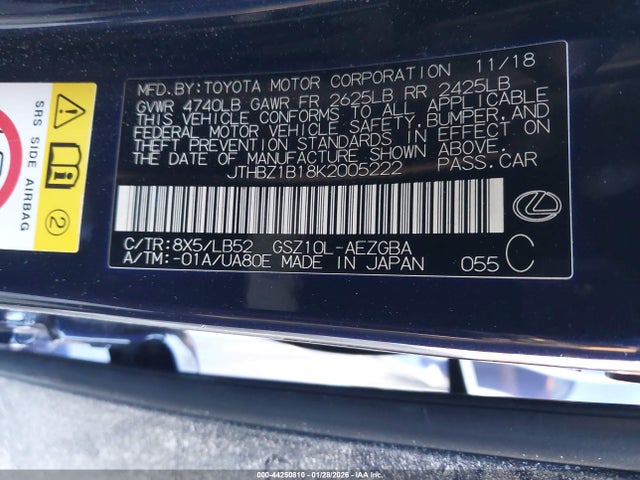 MFD.BY:TOYOTA MOTOR CORPORATION 11/18
GVWR 4740LB GAWR FR 2625LB RR 2425LB
THIS VEHICLE CONFORMS TO ALL APPLICABLE
FEDERAL MOTOR VEHICLE SAFETY,BUMPER,AND
THEFT PREVENTION STANDARDS IN EFFECT ON
THE DATE OF MANUFACTURE SHOWN ABOVE.
JTHBZ1B18K2005222 PASS.CAR
C/TR:8X5/LB52 GSZ10L-AEZGBA
A/TM:-01A/UA80E MADE IN JAPAN 055 C
SRS SIDE AIRBAG
2
000-44250810 - 01/28/2026 - IAAI.COM